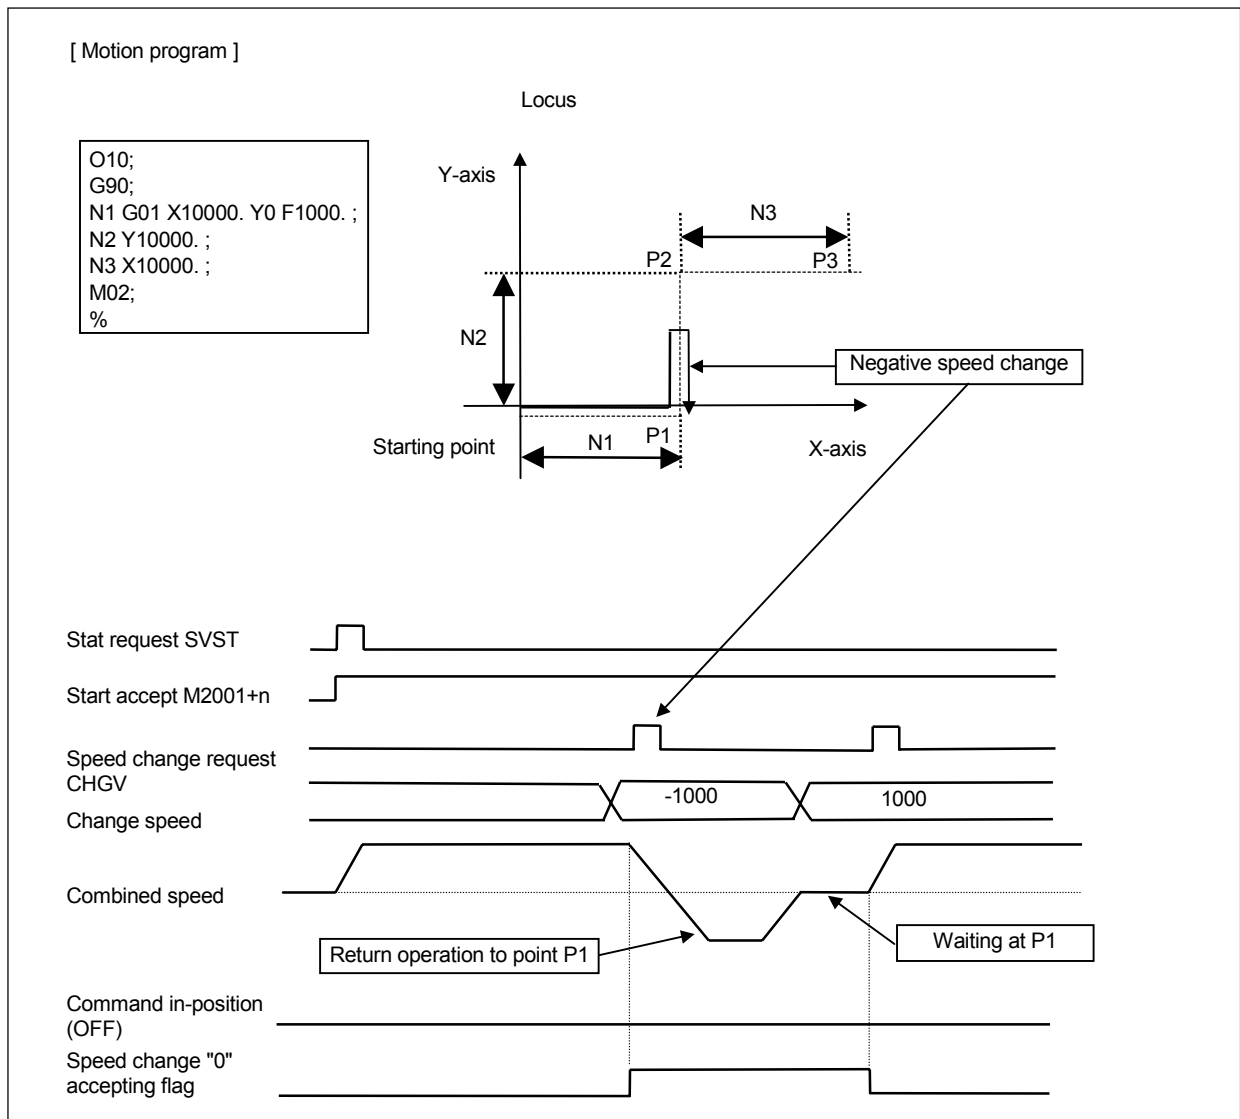 [ Motion program ]
Locus
O10;
G90;
N1 G01 X10000. Y0 F1000. ;
N2 Y10000. ;
N3 X10000. ;
M02;
%
Y-axis
N3
P2
P3
N2
Negative speed change
P1
Starting point
N1
X-axis
Stat request SVST
Start accept M2001+n
Speed change request
CHGV
-1000
1000
Change speed
Combined speed
Return operation to point P1
Waiting at P1
Command in-position
(OFF)
Speed change "0"
accepting flag